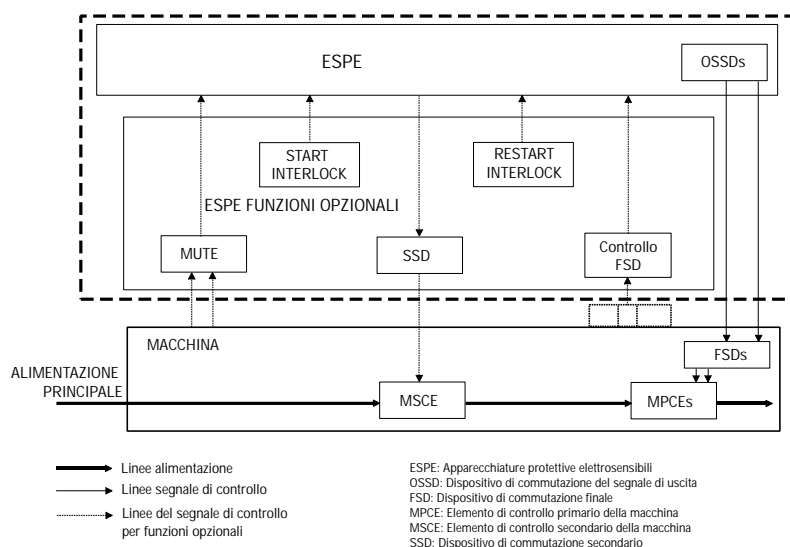 ESPE
OSSDs
START
INTERLOCK
RESTART
INTERLOCK
ESPE FUNZIONI OPZIONALI
MUTE
SSD
Controllo
FSD
MACCHINA
FSDs
ALIMENTAZIONE
PRINCIPALE
MSCE
MPCEs
Linee alimentazione
Linee segnale di controllo
Linee del segnale di controllo
per funzioni opzionali
ESPE: Apparecchiature protettive elettrosensibili
OSSD: Dispositivo di commutazione del segnale di uscita
FSD: Dispositivo di commutazione finale
MPCE: Elemento di controllo primario della macchina
MSCE: Elemento di controllo secondario della macchina
SSD: Dispositivo di commutazione secondario